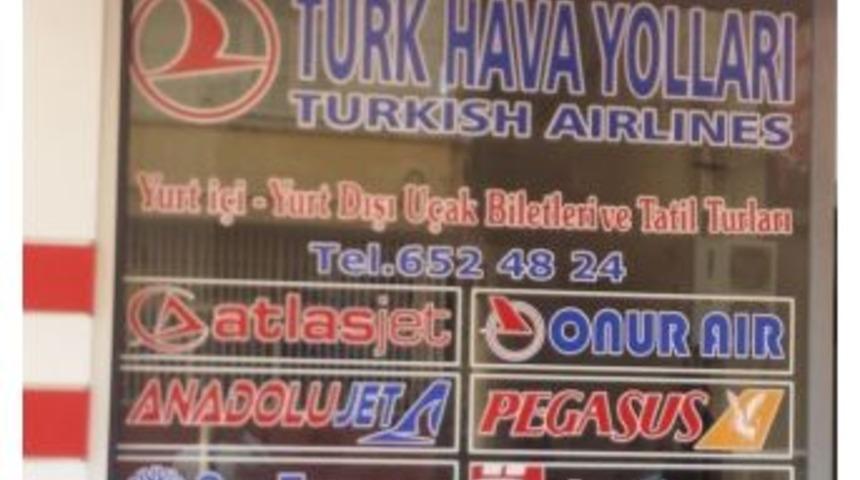 TÜRK HAVA YOLLARI
TURKISH AIRLINES
Yurt içi - Yurt Dışı Uçak Biletleri ve Tatil Turları
Tel.652 48 24
atlasjet
ONUR AIR
ANADOLUJET
PEGASUS